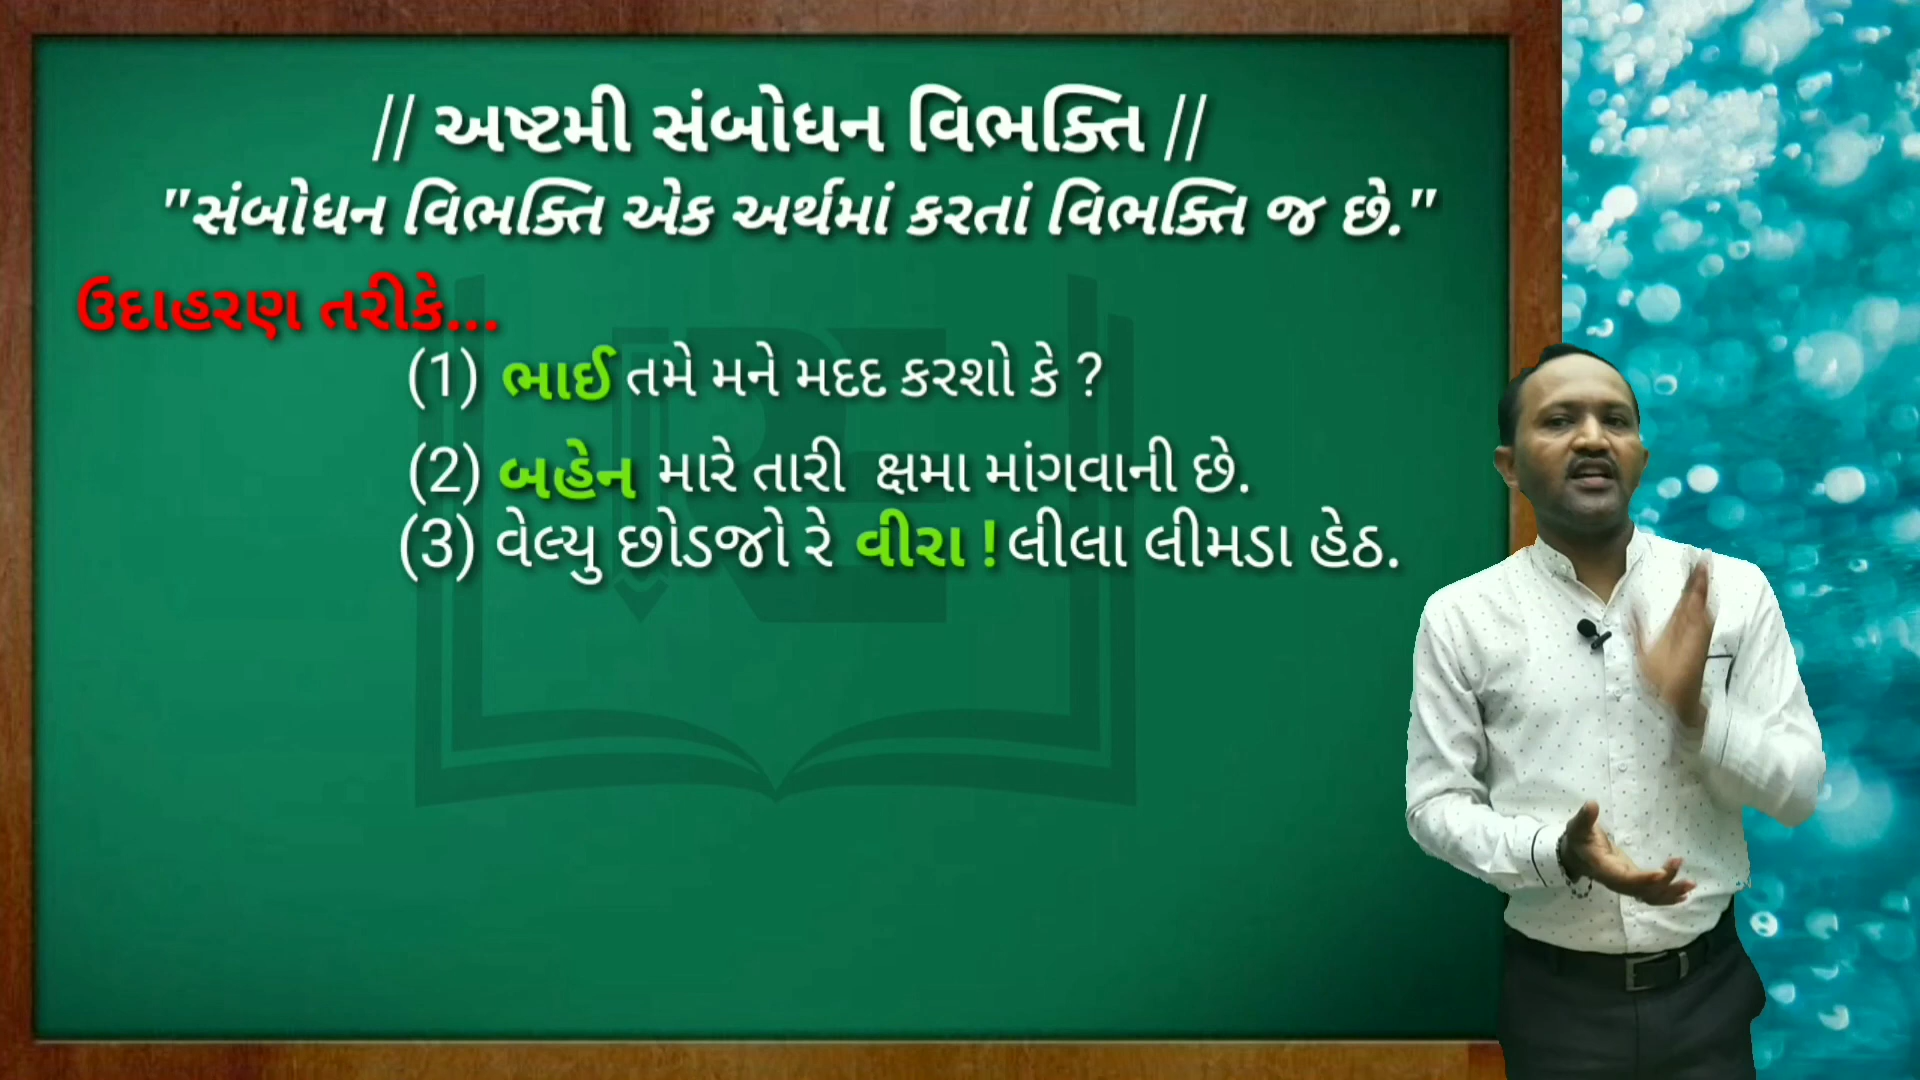 // અષ્ટમી સંબોધન વિભક્તિ //
"સંબોધન વિભક્તિ એક અર્થમાં કરતાં વિભક્તિ જ છે."
ઉદાહરણ તરીકે...
(1) ભાઈ તમે મને મદદ કરશો કે ?
(2) બહેન મારે તારી ક્ષમા માંગવાની છે.
(3) વેલ્યુ છોડજો રે વીરા ! લીલા લીમડા હેઠ.